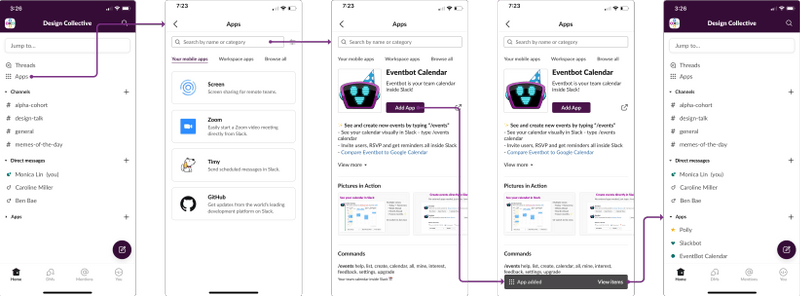 3:26
Design Collective
Jump to...
Threads
Apps
Channels
# alpha-cohort
# design-talk
# general
# memes-of-the-day
Direct messages
Monica Lin (you)
Caroline Miller
Ben Bae
Apps
Home
DMs
Mentions
You
7:23
Apps
Search by name or category
Your mobile apps
Workspace apps
Browse all
Screen
Screen sharing for remote teams.
Zoom
Easily start a Zoom video meeting
directly from Slack.
Tiny
Send scheduled messages in Slack.
GitHub
Get updates from the world's leading
development platform on Slack.
7:23
Apps
Search by name or category
Your mobile apps
Workspace apps
Browse all
Eventbot Calendar
Eventbot is your team calendar
inside Slack!
Add App
- See and create new events by typing "/events"
- See your calendar visually in Slack - type /events
calendar
- Invite users, RSVP and get reminders all inside Slack
- Compare Eventbot to Google Calendar
View more
Pictures in Action
Commands
/events help, list, create, calendar, all, mine, interest,
feedback, settings, upgrade
Your team calendar inside Slack
7:23
Apps
Search by name or category
Your mobile apps
Workspace apps
Browse all
Eventbot Calendar
Eventbot is your team calendar
inside Slack!
Add App
- See and create new events by typing "/events"
- See your calendar visually in Slack - type /events
calendar
- Invite users, RSVP and get reminders all inside Slack
- Compare Eventbot to Google Calendar
View more
Pictures in Action
Commands
/events help, list, create, calendar, all, mine, interest,
feedback, settings, upgrade
App added
View Items
3:26
Design Collective
Jump to...
Threads
Apps
Channels
# alpha-cohort
# design-talk
# general
# memes-of-the-day
Direct messages
Monica Lin (you)
Caroline Miller
Ben Bae
Apps
Polly
Slackbot
EventBot Calendar
Home
DMs
Mentions
You